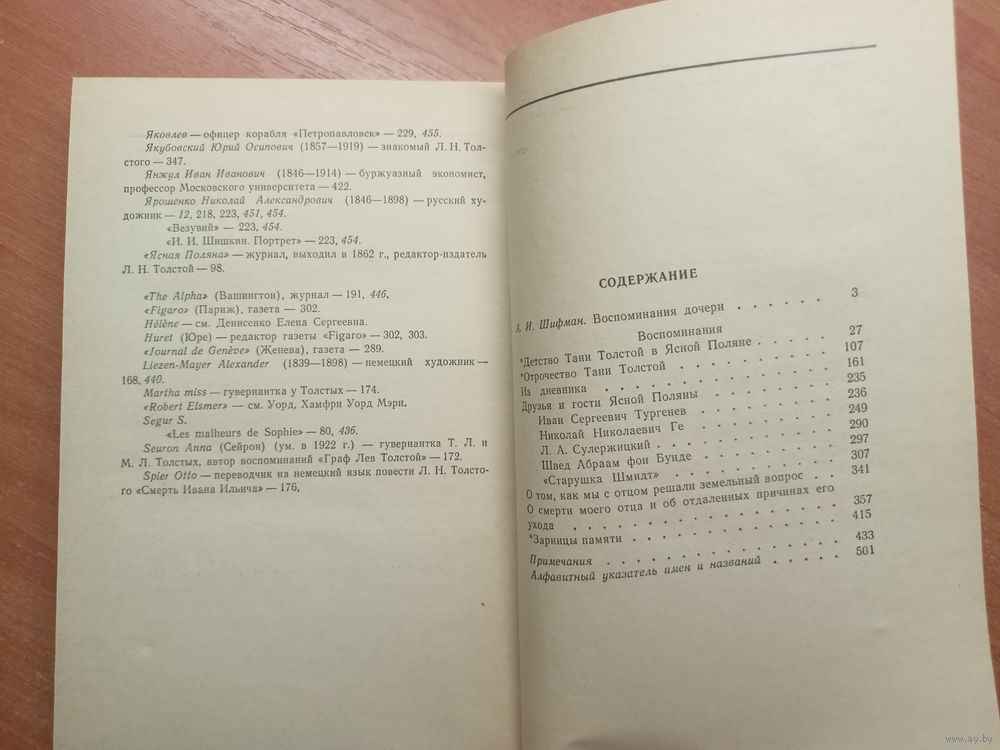 Яковлев — офицер корабля «Петропавловск» — 229, 455.
Якубовский Юрий Осипович (1857—1919) — знакомый Л. Н. Тол-
стого — 347.
Янжул Иван Иванович (1846—1914) — буржуазный экономист,
профессор Московского университета — 422.
Ярошенко Николай Александрович (1846—1898) — русский ху-
дожник — 12, 218, 223, 451, 454.
«Везувий» — 223, 454.
«И. И. Шишкин. Портрет» — 223, 454.
«Ясная Поляна» — журнал, выходил в 1862 г., редактор-издатель
Л. Н. Толстой — 98.
«The Alpha» (Вашингтон), журнал — 191, 446.
«Figaro» (Париж), газета — 302.
Hélène — см. Денисенко Елена Сергеевна.
Huret (Юре) — редактор газеты «Figaro» — 302, 303.
«Journal de Genève» (Женева), газета — 289.
Liezen-Mayer Alexander (1839—1898) — немецкий художник —
168, 440.
Martha miss — гувернантка у Толстых — 174.
«Robert Elsmer» — см. Уорд, Хамфри Уорд Мэри.
Segur S.
«Les malheurs de Sophie» — 80, 436.
Seuron Anna (Сейрон) (ум. в 1922 г.) — гувернантка Т. Л. и
М. Л. Толстых, автор воспоминаний «Граф Лев Толстой» — 172.
Spier Otto — переводчик на немецкий язык повести Л. Н. Толсто-
го «Смерть Ивана Ильича» — 176,
СОДЕРЖАНИЕ
А. И. Шифман. Воспоминания дочери . . . . . . 3
Воспоминания
*Детство Тани Толстой в Ясной Поляне . . . . . 27
*Отрочество Тани Толстой . . . . . . . . 107
Из дневника . . . . . . . . . . . 161
Друзья и гости Ясной Поляны . . . . . . . 235
Иван Сергеевич Тургенев . . . . . . . 236
Николай Николаевич Ге . . . . . . . 249
Л. А. Сулержицкий . . . . . . . . 290
Швед Абраам фон Бунде . . . . . . . 297
«Старушка Шмидт» . . . . . . . . 307
О том, как мы с отцом решали земельный вопрос . . 341
О смерти моего отца и об отдаленных причинах его
ухода . . . . . . . . . . . . 357
*Зарницы памяти . . . . . . . . . . 415
Примечания . . . . . . . . . . . 433
Алфавитный указатель имен и названий . . . . . 501
www.ay.by